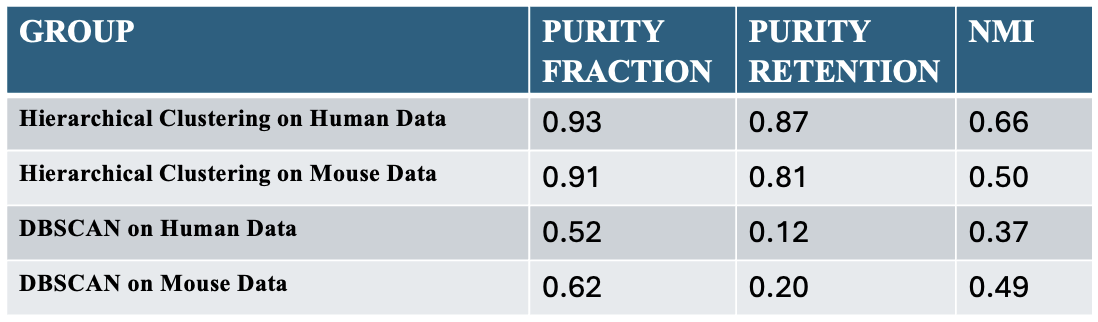 GROUP PURITY FRACTION PURITY RETENTION NMI
Hierarchical Clustering on Human Data 0.93 0.87 0.66
Hierarchical Clustering on Mouse Data 0.91 0.81 0.50
DBSCAN on Human Data 0.52 0.12 0.37
DBSCAN on Mouse Data 0.62 0.20 0.49